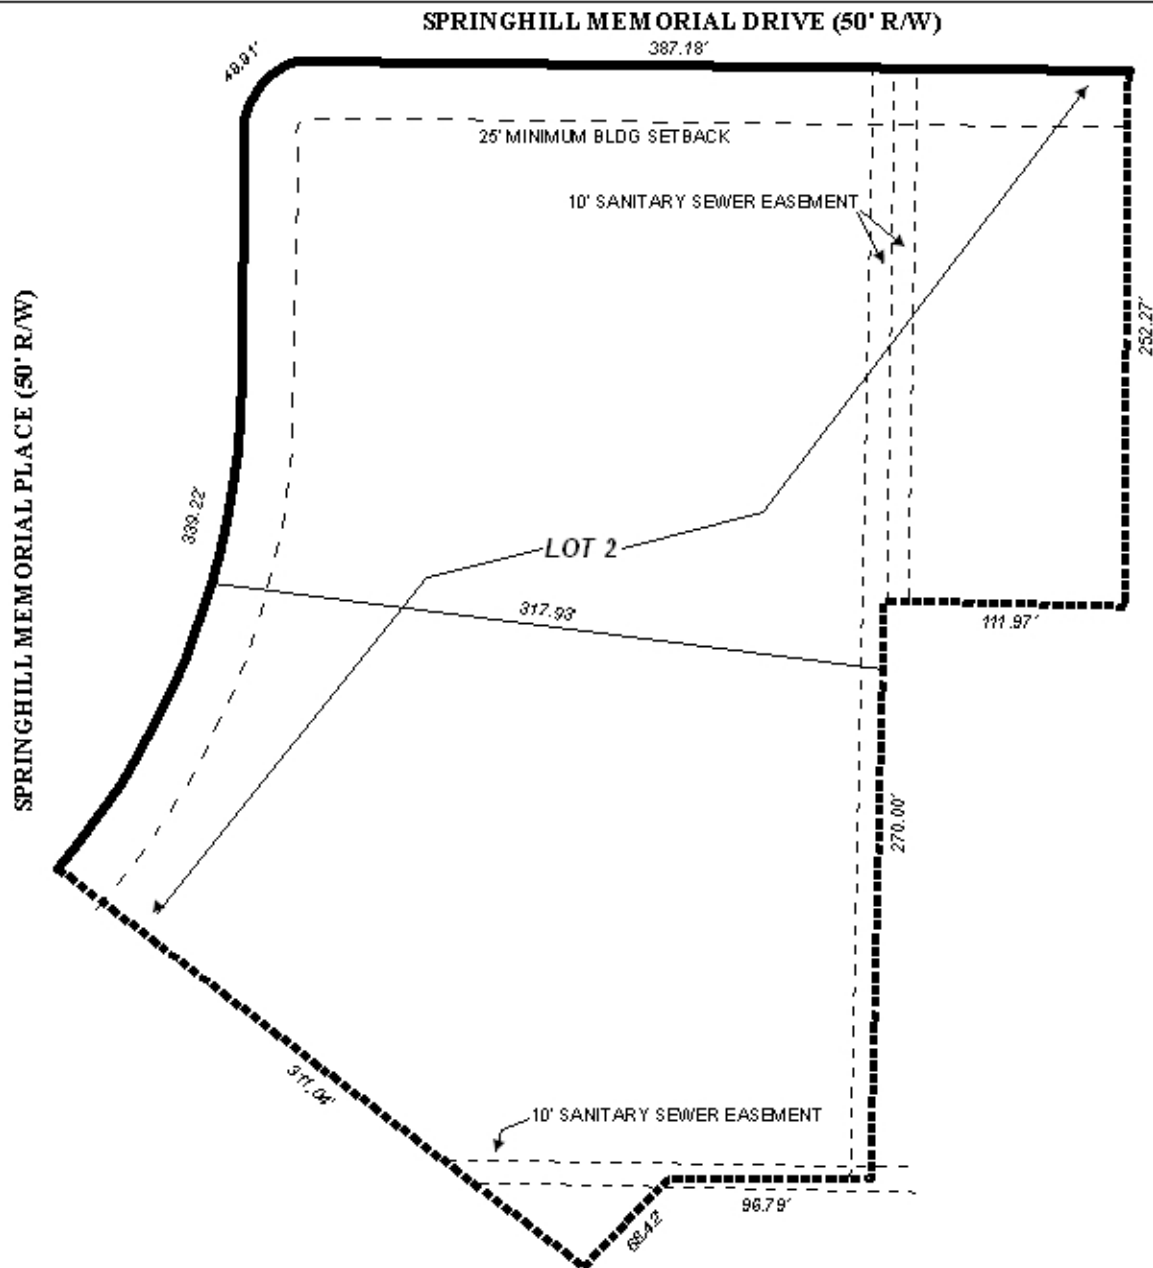 SPRINGHILL MEMORIAL DRIVE (50' R/W)
387.18'
49.91'
25' MINIMUM BLDG SETBACK
10' SANITARY SEWER EASEMENT
252.27'
SPRINGHILL MEMORIAL PLACE (50' R/W)
339.22'
LOT 2
317.93'
111.97'
270.00'
311.04'
10' SANITARY SEWER EASEMENT
96.79'